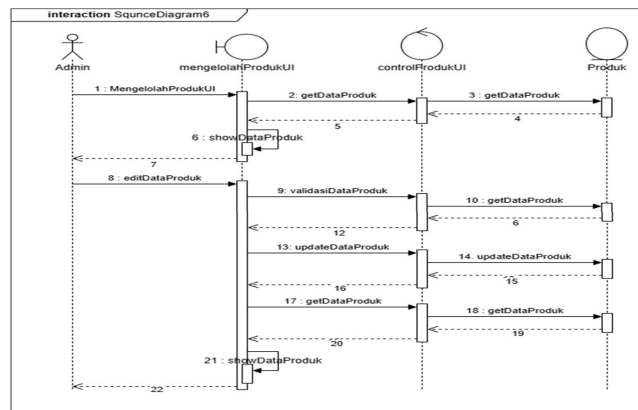 interaction SqunceDiagram6
Admin
mengelolahProdukUI
controlProdukUI
Produk
1 : MengelolahProdukUI
2: getDataProduk
3 : getDataProduk
4
5
6 : showDataProduk
7
8 : editDataProduk
9: validasiDataProduk
10 : getDataProduk
6
12
13: updateDataProduk
14. updateDataProduk
15
16
17 : getDataProduk
18 : getDataProduk
19
20
21 : showDataProduk
22